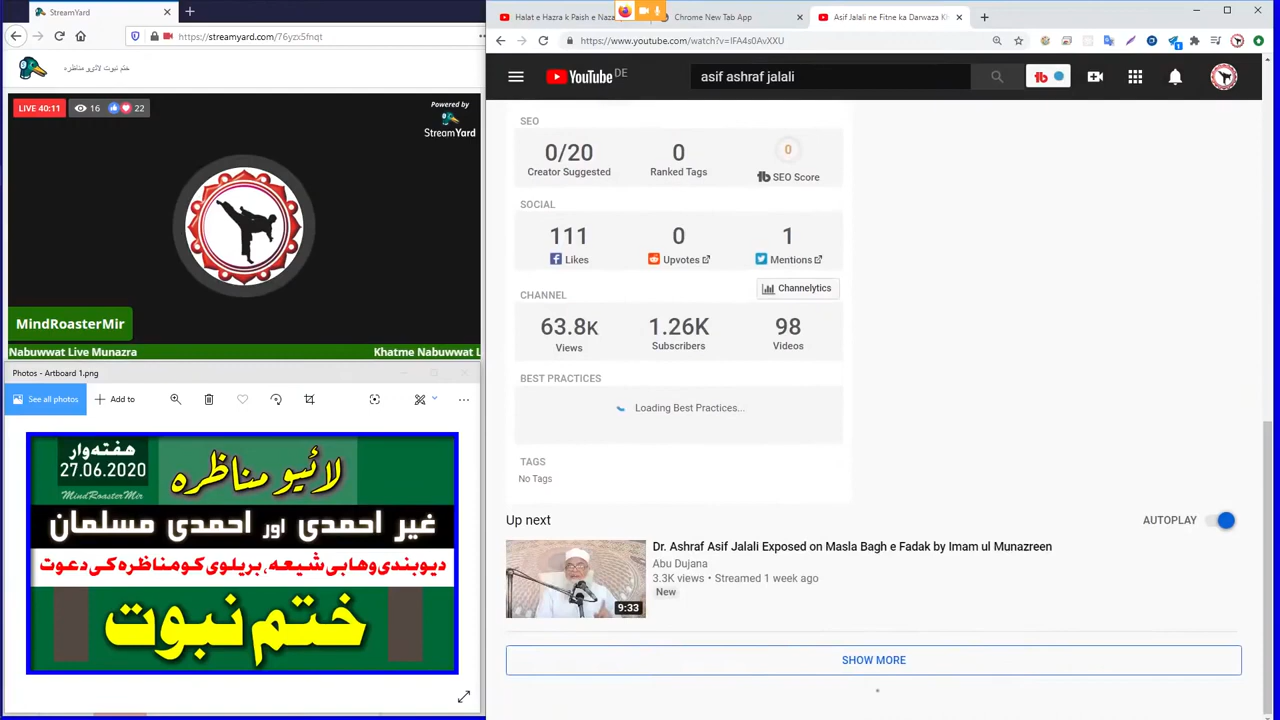 StreamYard
streamyard.com/76yzx5fnqt
ختم نبوت لائیو مناظرہ
LIVE 40:11
16
22
Powered by
StreamYard
MindRoasterMir
Nabuwwat Live Munazra
Khatme Nabuwwat L
Photos - Artboard 1.png
See all photos
Add to
ہفتہ وار
27.06.2020
MindRoasterMir
لائیو مناظرہ
غیر احمدی اور احمدی مسلمان
دیوبندی وھابی شیعہ، بریلوی کو مناظرہ کی دعوت
ختم نبوت
Halat e Hazra k Paish e Naza
Chrome New Tab App
Asif Jalali ne Fitne ka Darwaza Kh
https://www.youtube.com/watch?v=IFA4s0AvXXU
YouTube DE
asif ashraf jalali
SEO
0/20
Creator Suggested
0
Ranked Tags
0
SEO Score
SOCIAL
111
Likes
0
Upvotes
1
Mentions
CHANNEL
Channelytics
63.8K
Views
1.26K
Subscribers
98
Videos
BEST PRACTICES
Loading Best Practices...
TAGS
No Tags
Up next
AUTOPLAY
Dr. Ashraf Asif Jalali Exposed on Masla Bagh e Fadak by Imam ul Munazreen
Abu Dujana
3.3K views • Streamed 1 week ago
New
9:33
SHOW MORE